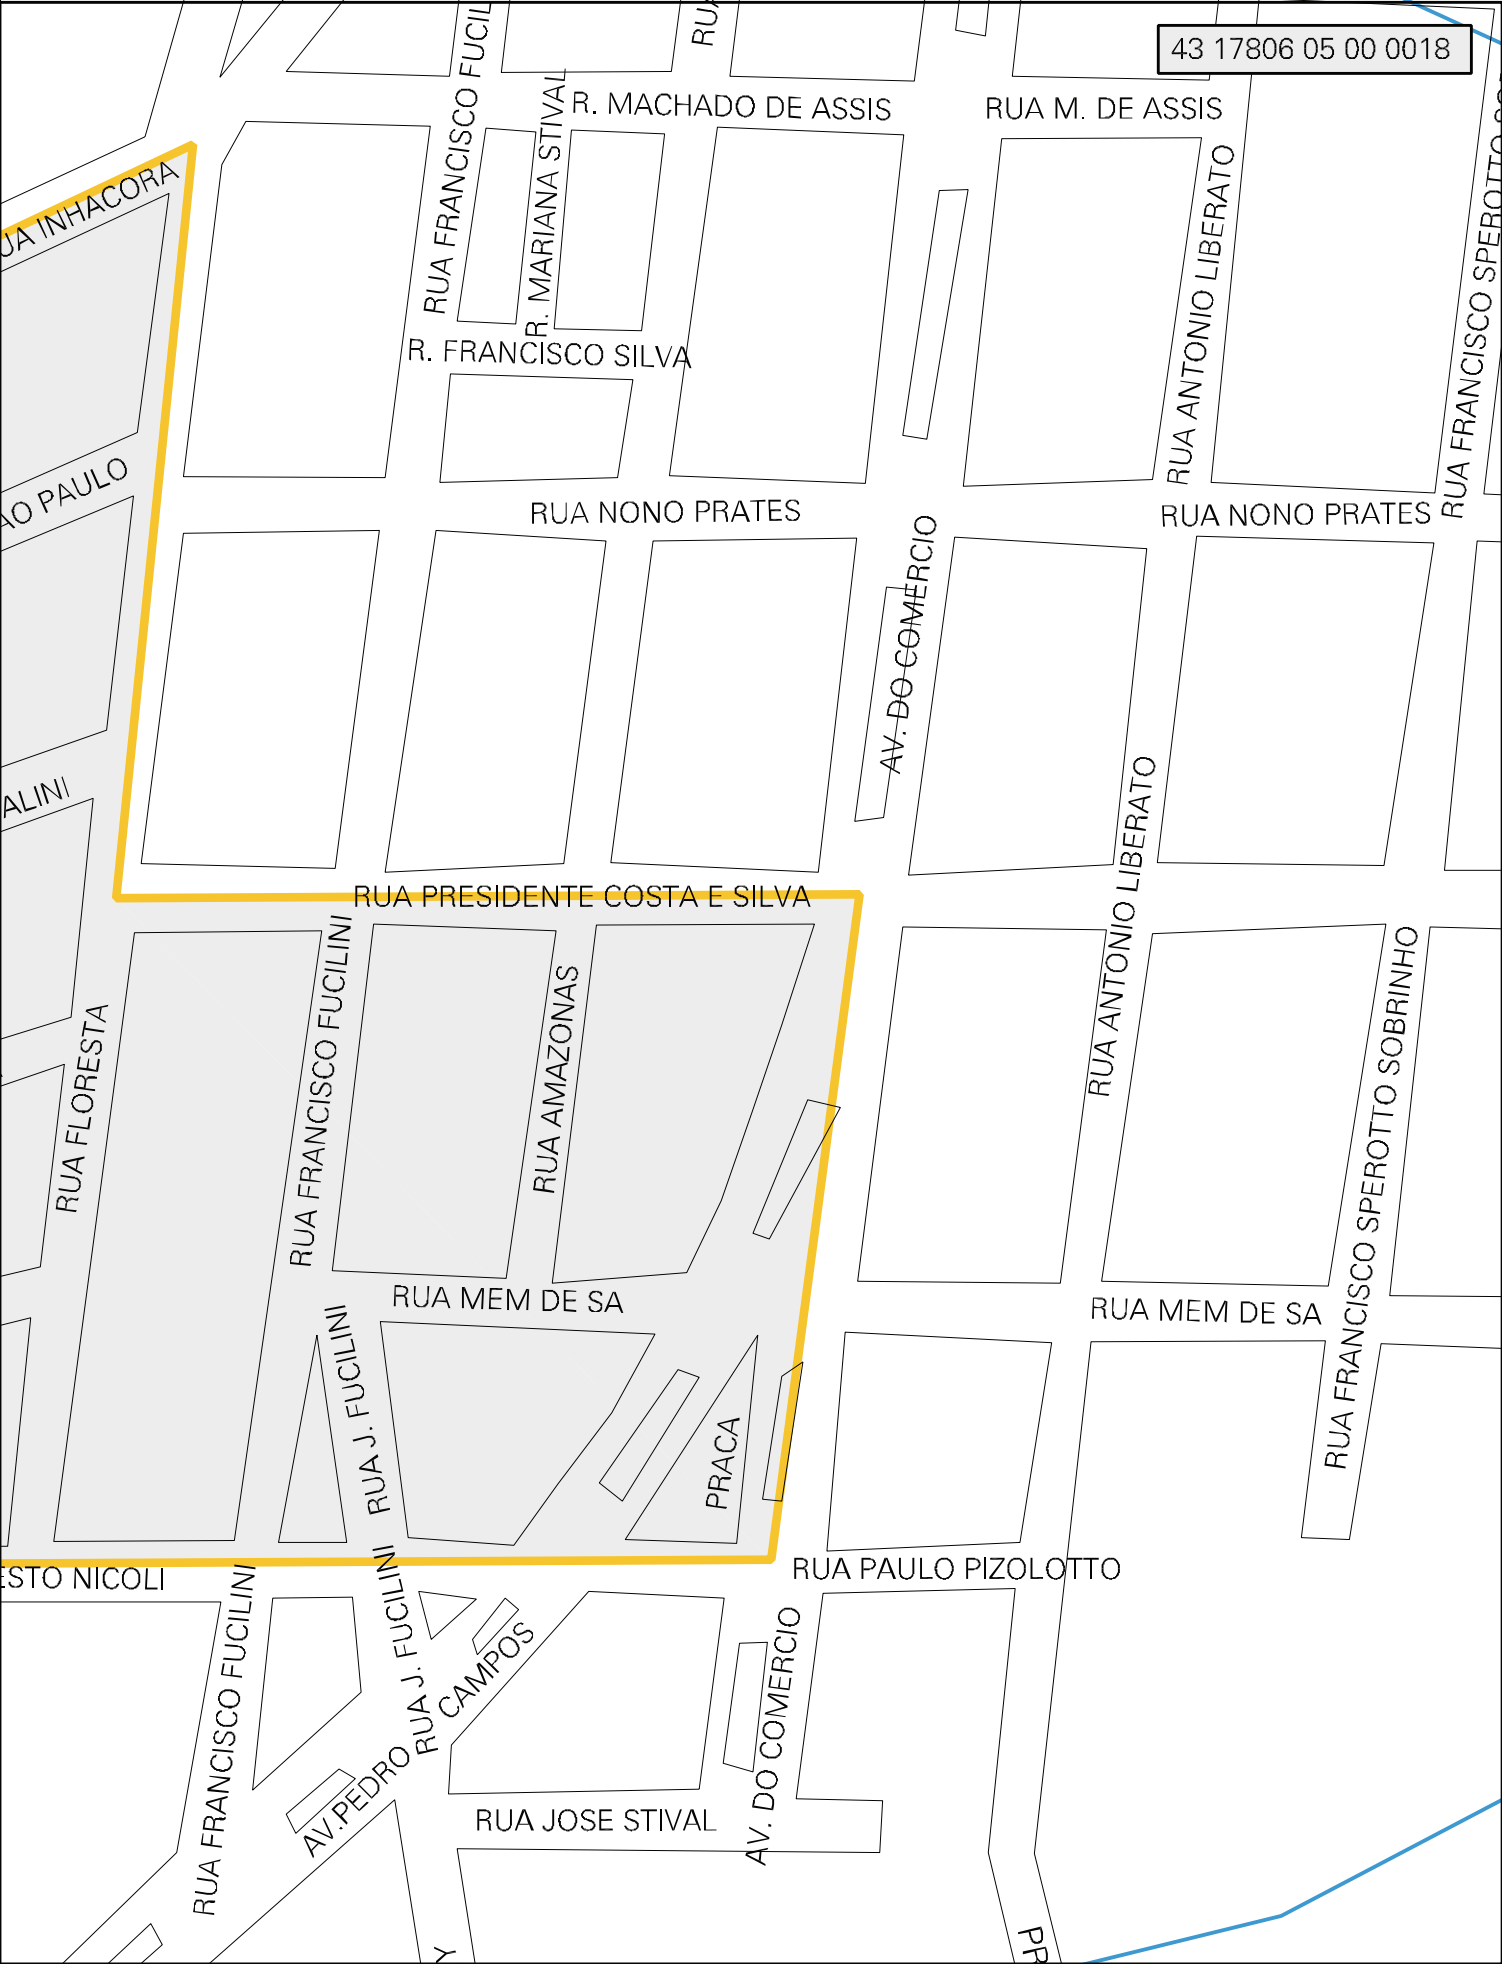 43 17806 05 00 0018
R. MACHADO DE ASSIS
RUA M. DE ASSIS
RUA FRANCISCO FUCIL
R. MARIANA STIVAL
RUA
UA INHACORA
RUA ANTONIO LIBERATO
RUA FRANCISCO SPEROTTO
R. FRANCISCO SILVA
AO PAULO
RUA NONO PRATES
RUA NONO PRATES
AV. DO COMERCIO
ALINI
RUA ANTONIO LIBERATO
RUA PRESIDENTE COSTA E SILVA
RUA FRANCISCO FUCILINI
RUA AMAZONAS
RUA FLORESTA
RUA FRANCISCO SPEROTTO SOBRINHO
RUA MEM DE SA
RUA MEM DE SA
RUA J. FUCILINI
PRACA
ESTO NICOLI
RUA PAULO PIZOLOTTO
RUA FRANCISCO FUCILINI
RUA J. FUCILINI
AV.PEDRO CAMPOS
AV. DO COMERCIO
RUA JOSE STIVAL
Y
PR